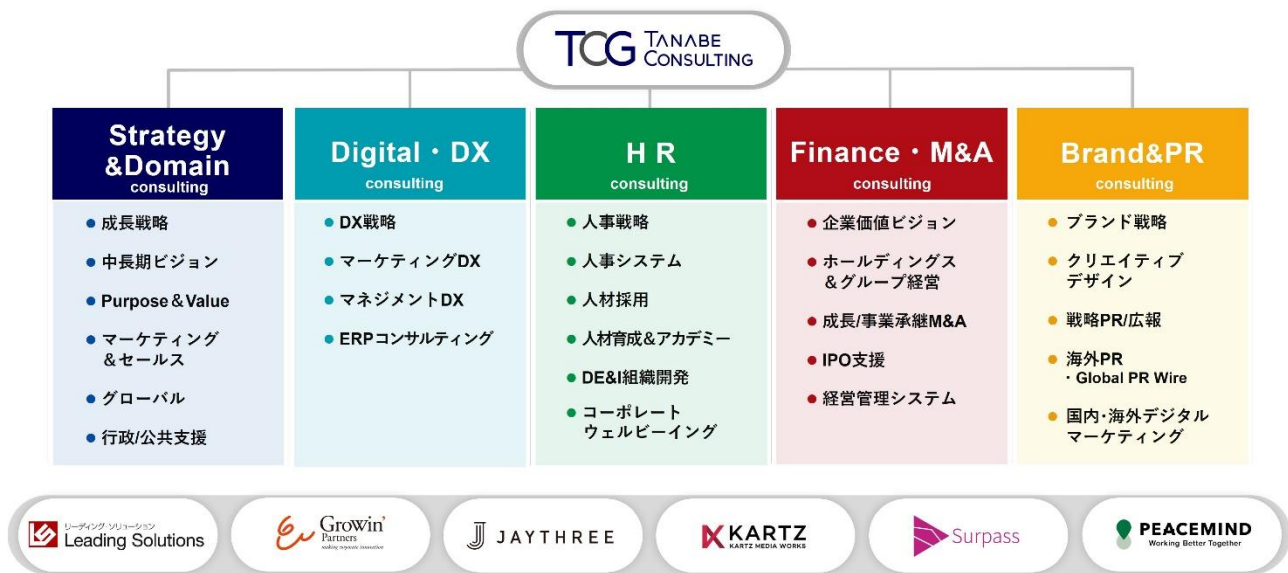 TCG TANABE
CONSULTING
Strategy
&Domain
consulting
成長戦略
中長期ビジョン
Purpose＆Value
マーケティング
＆セールス
グローバル
行政/公共支援
Digital・DX
consulting
DX戦略
マーケティングDX
マネジメントDX
ERPコンサルティング
HR
consulting
人事戦略
人事システム
人材採用
人材育成＆アカデミー
DE&I組織開発
コーポレート
ウェルビーイング
Finance・M&A
consulting
企業価値ビジョン
ホールディングス
＆グループ経営
成長/事業承継M&A
IPO支援
経営管理システム
Brand&PR
consulting
ブランド戦略
クリエイティブ
デザイン
戦略PR/広報
海外PR
・Global PR Wire
国内・海外デジタル
マーケティング
リーディング・ソリューション
Leading Solutions
GroWin'
Partners
making corporate innovation
JAYTHREE
KARTZ
KARTZ MEDIA WORKS
Surpass
PEACEMIND
Working Better Together